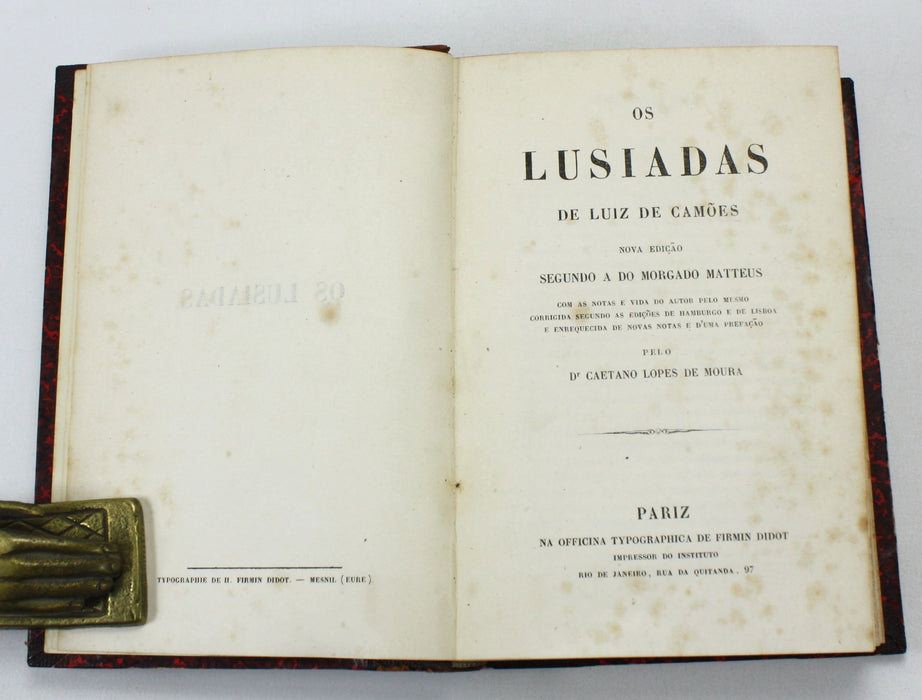 OS LUSIADAS
TYPOGRAPHIE DE H. FIRMIN DIDOT. — MESNIL (EURE).
OS
LUSIADAS
DE LUIZ DE CAMÕES
NOVA EDIÇÃO
SEGUNDO A DO MORGADO MATTEUS
COM AS NOTAS E VIDA DO AUTOR PELO MESMO
CORRIGIDA SEGUNDO AS EDIÇÕES DE HAMBURGO E DE LISBOA
E ENREQUECIDA DE NOVAS NOTAS E D'UMA PREFAÇÃO
PELO
Dr CAETANO LOPES DE MOURA
PARIZ
NA OFFICINA TYPOGRAPHICA DE FIRMIN DIDOT
IMPRESSOR DO INSTITUTO
RIO DE JANEIRO, RUA DA QUITANDA, 97